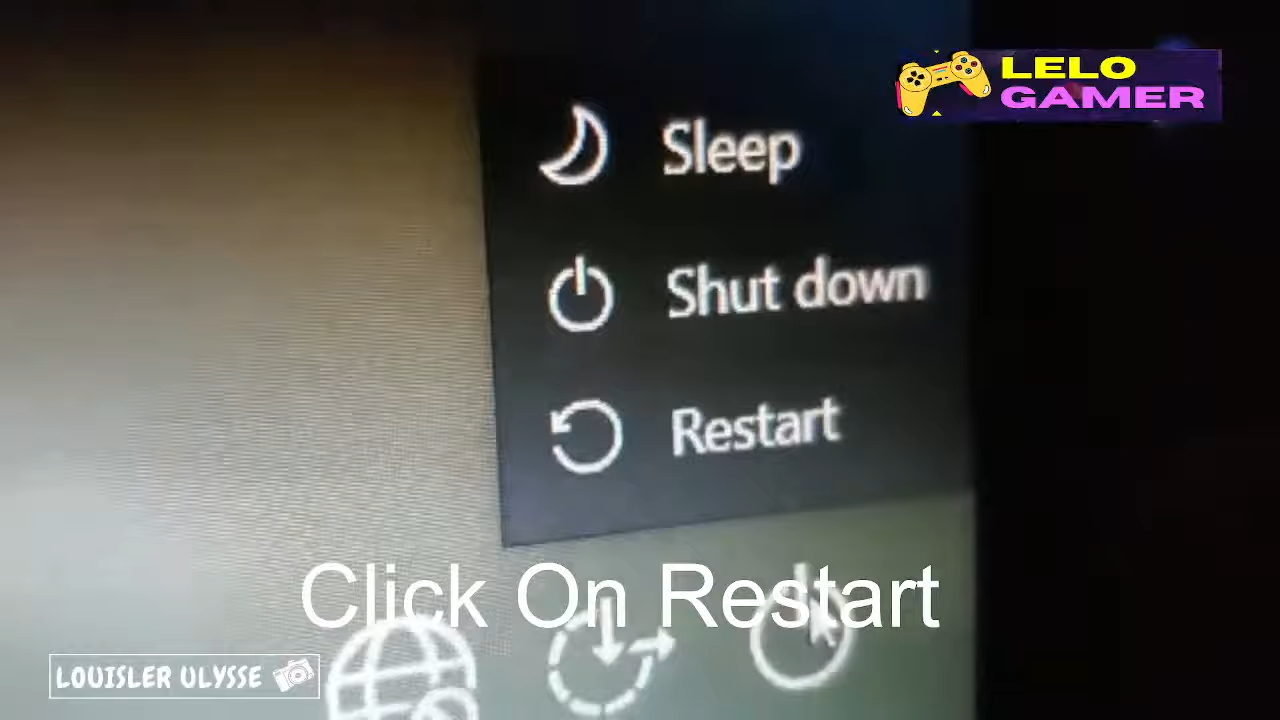 LELO
GAMER
Sleep
Shut down
Restart
Click On Restart
LOUISLER ULYSSE